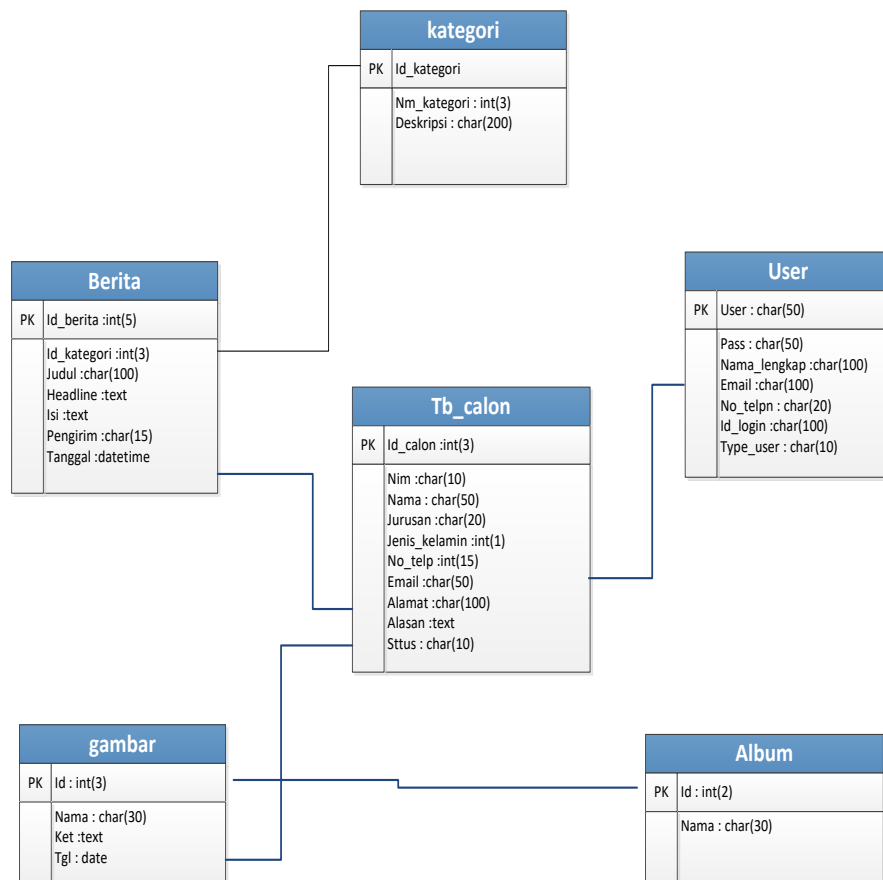 kategori
PK Id_kategori
Nm_kategori : int(3)
Deskripsi : char(200)
Berita
PK Id_berita :int(5)
Id_kategori :int(3)
Judul :char(100)
Headline :text
Isi :text
Pengirim :char(15)
Tanggal :datetime
User
PK User : char(50)
Pass : char(50)
Nama_lengkap :char(100)
Email :char(100)
No_telpn : char(20)
Id_login :char(100)
Type_user : char(10)
Tb_calon
PK Id_calon :int(3)
Nim :char(10)
Nama : char(50)
Jurusan :char(20)
Jenis_kelamin :int(1)
No_telp :int(15)
Email :char(50)
Alamat :char(100)
Alasan :text
Sttus : char(10)
gambar
PK Id : int(3)
Nama : char(30)
Ket :text
Tgl : date
Album
PK Id : int(2)
Nama : char(30)